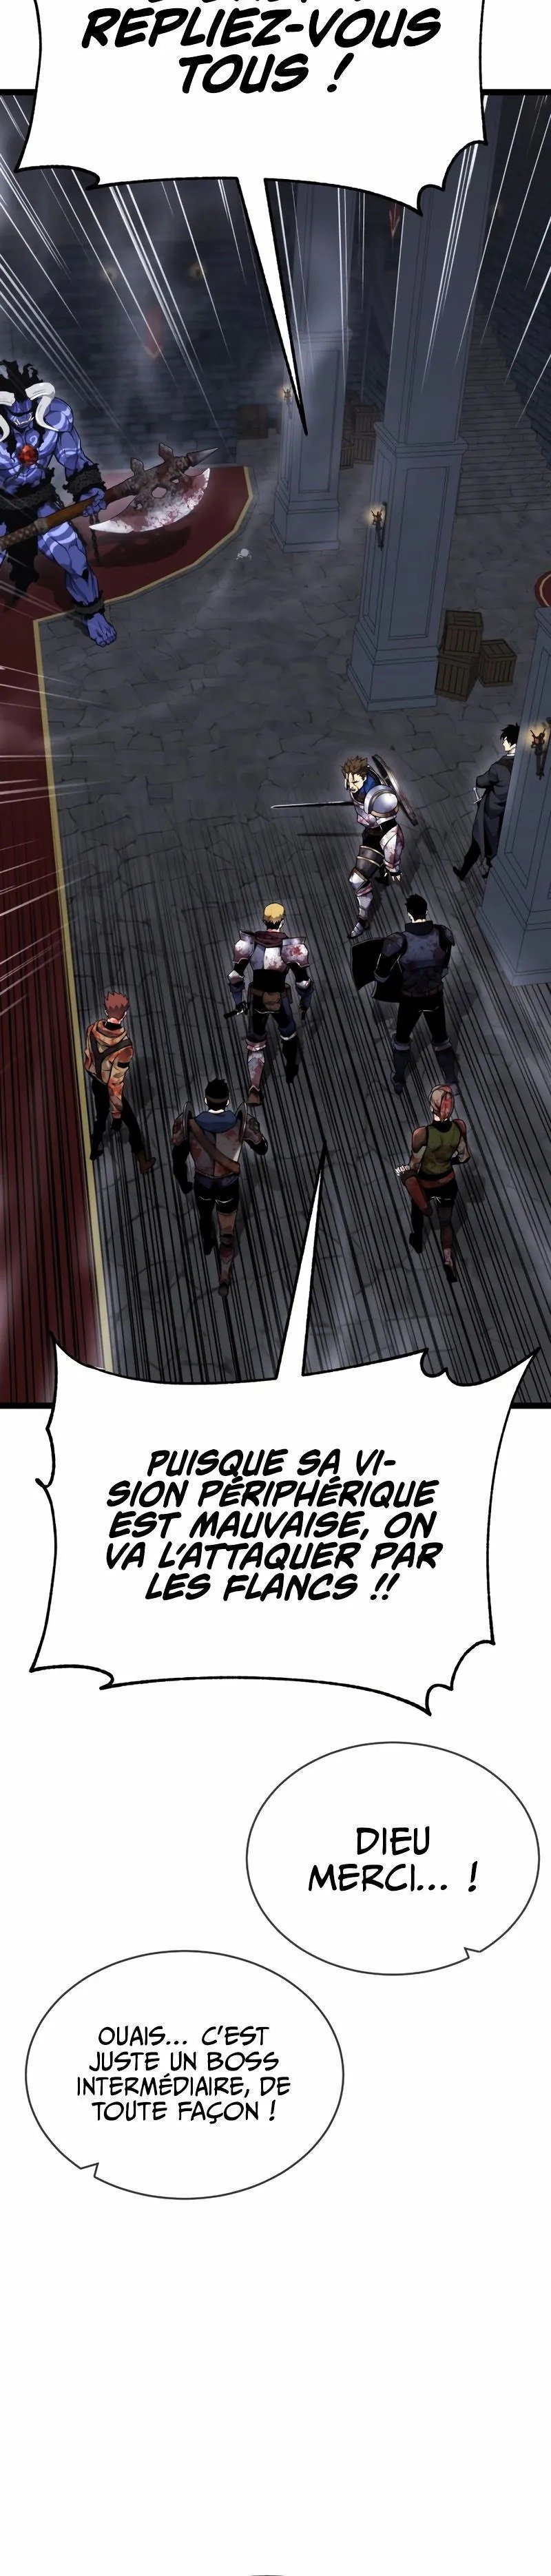 REPLIEZ-VOUS
TOUS !
PUISQUE SA VI-
SION PÉRIPHÉRIQUE
EST MAUVAISE, ON
VA L'ATTAQUER PAR
LES FLANCS !!
DIEU
MERCI... !
OUAIS... C'EST
JUSTE UN BOSS
INTERMÉDIAIRE, DE
TOUTE FAÇON !